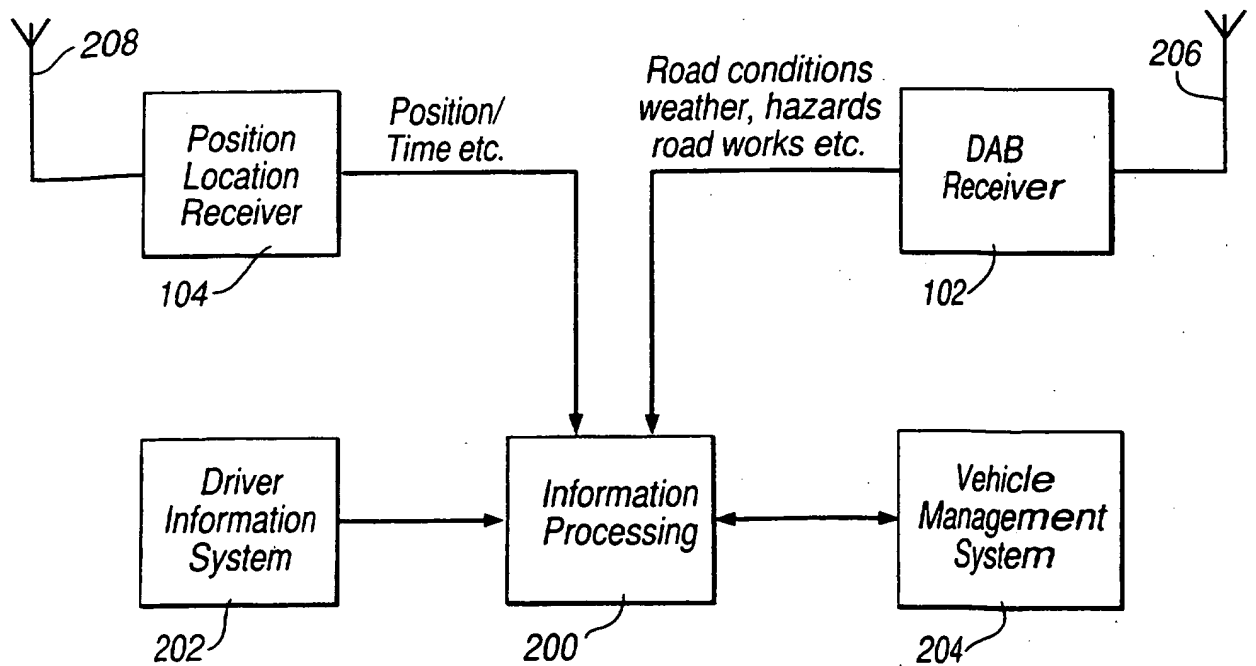 208
206
Position
Location
Receiver
Position/
Time etc.
Road conditions
weather, hazards
road works etc.
DAB
Receiver
104
102
Driver
Information
System
Information
Processing
Vehicle
Management
System
202
200
204